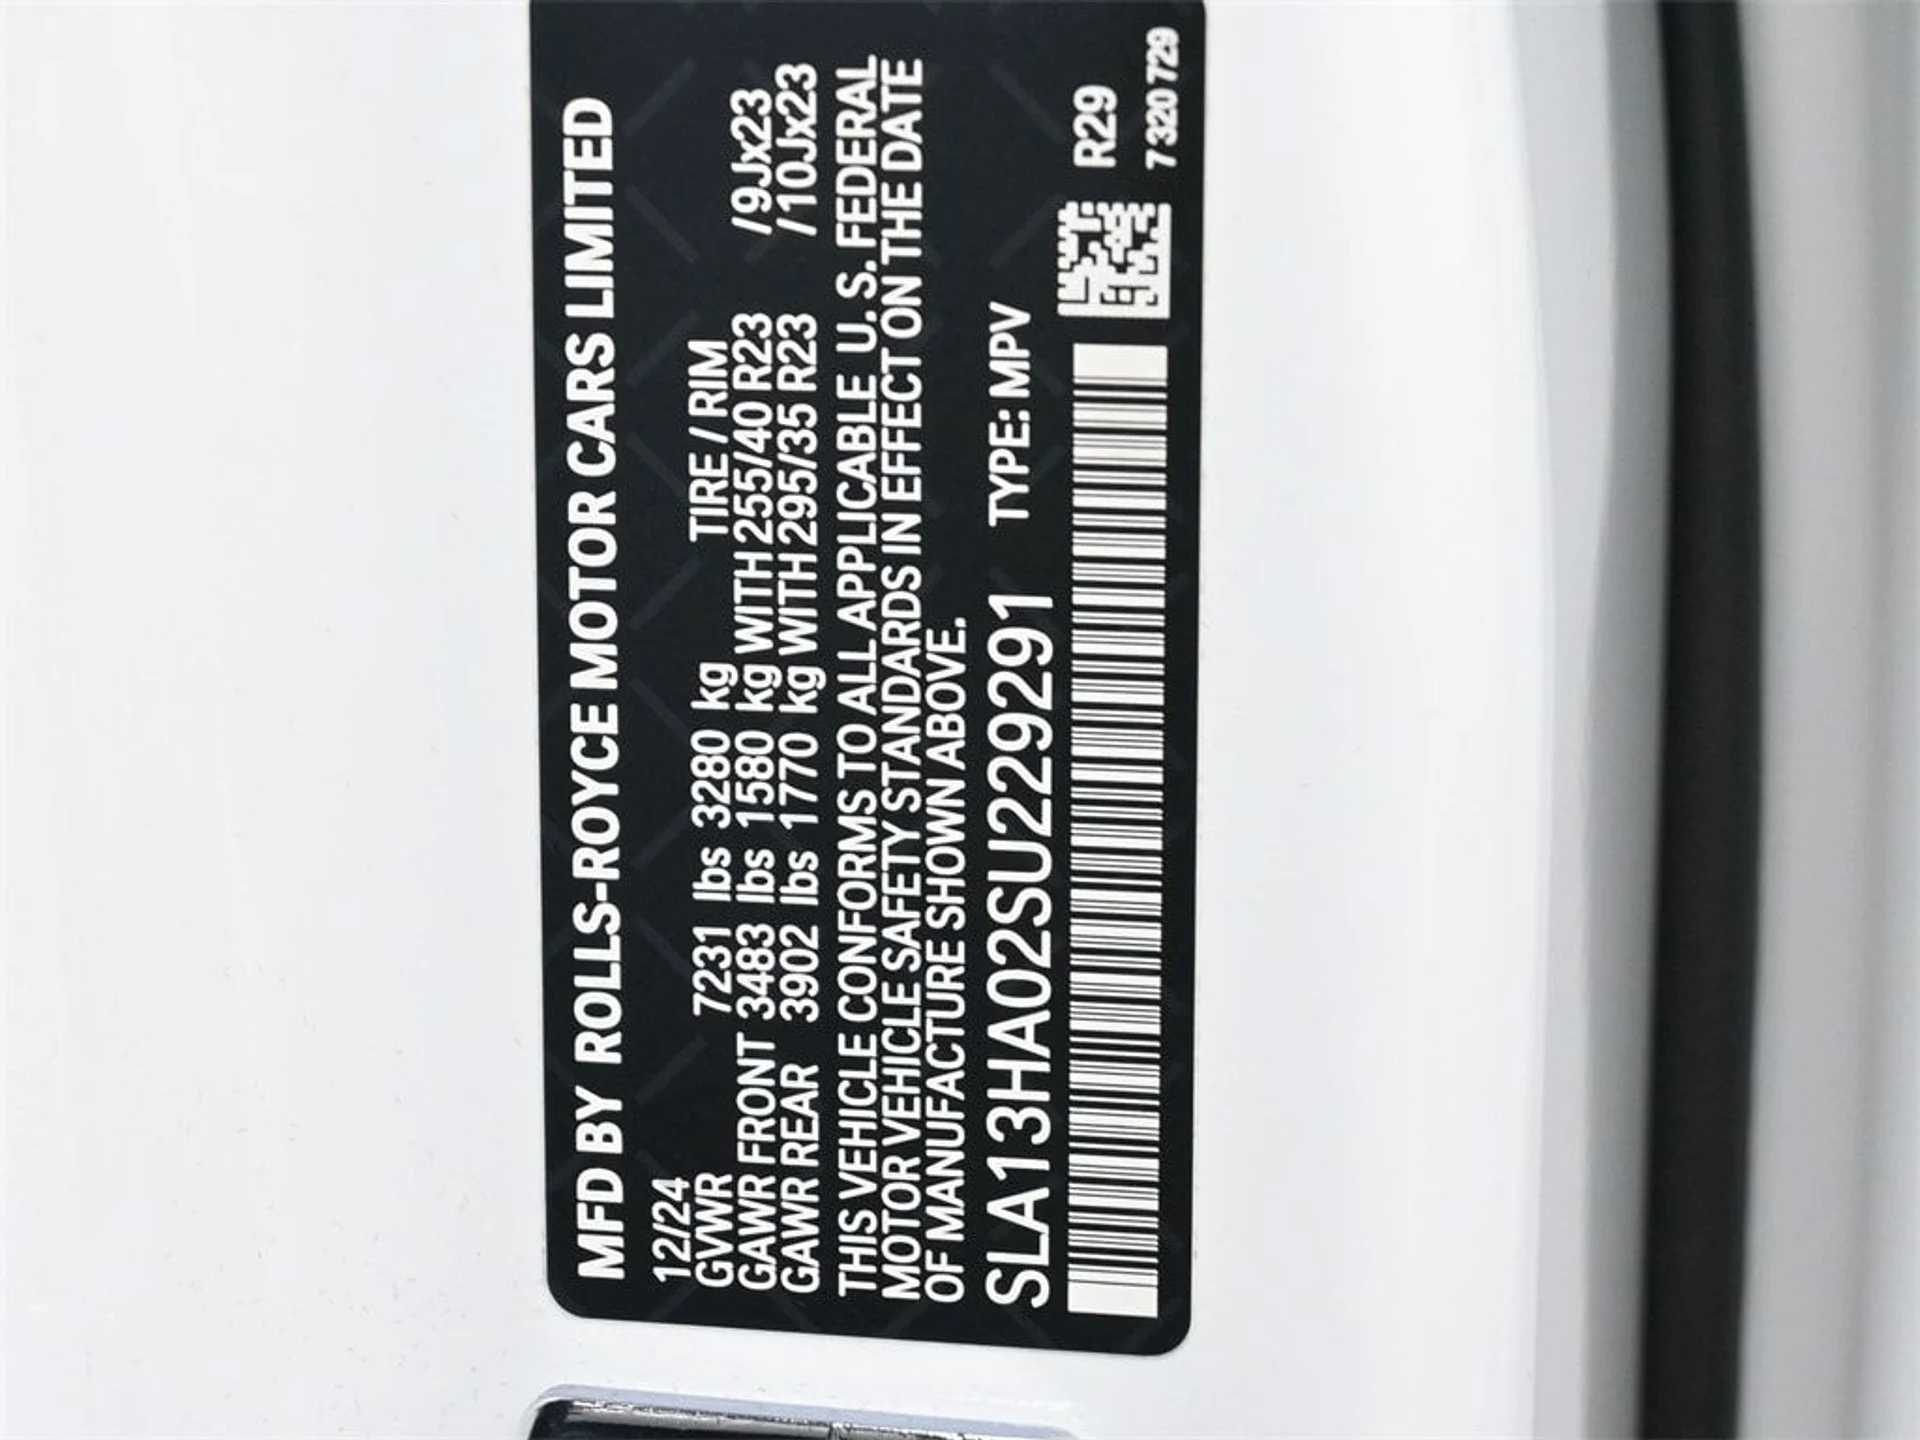 MFD BY ROLLS-ROYCE MOTOR CARS LIMITED
12/24
GVWR 7231 lbs 3280 kg TIRE / RIM
GAWR FRONT 3483 lbs 1580 kg WITH 255/40 R23 /9Jx23
GAWR REAR 3902 lbs 1770 kg WITH 295/35 R23 /10Jx23
THIS VEHICLE CONFORMS TO ALL APPLICABLE U. S. FEDERAL
MOTOR VEHICLE SAFETY STANDARDS IN EFFECT ON THE DATE
OF MANUFACTURE SHOWN ABOVE.
SLA13HA02SU229291 TYPE: MPV
R29
7 320 729